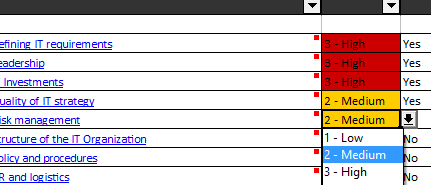 efining IT requirements 3 - High Yes
eadership 3 - High Yes
Investments 3 - High Yes
uality of IT strategy 2 - Medium Yes
isk management 2 - Medium
tructure of the IT Organization 1 - Low No
olicy and procedures 2 - Medium No
R and logistics 3 - High No